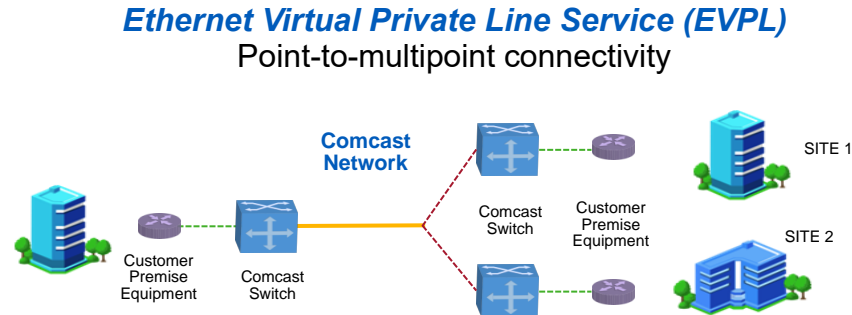 Ethernet Virtual Private Line Service (EVPL)
Point-to-multipoint connectivity
Comcast
Network
SITE 1
Comcast
Switch
Customer
Premise
Equipment
SITE 2
Customer
Premise
Equipment
Comcast
Switch